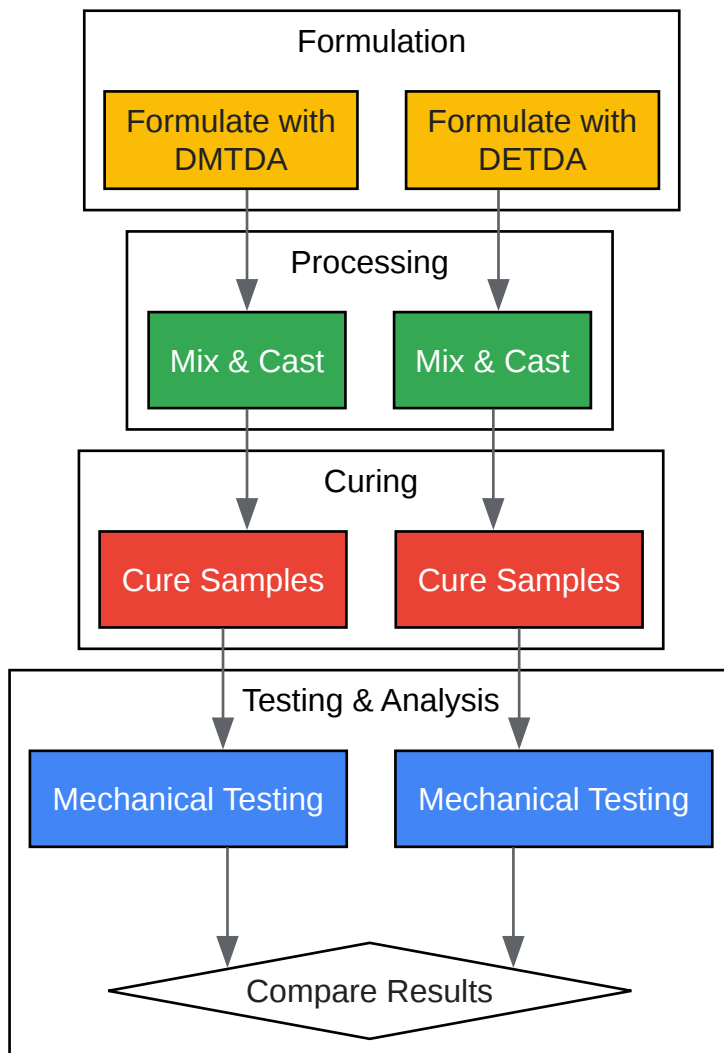 Formulation
Formulate with
DMTDA
Formulate with
DETDA
Processing
Mix & Cast
Mix & Cast
Curing
Cure Samples
Cure Samples
Testing & Analysis
Mechanical Testing
Mechanical Testing
Compare Results